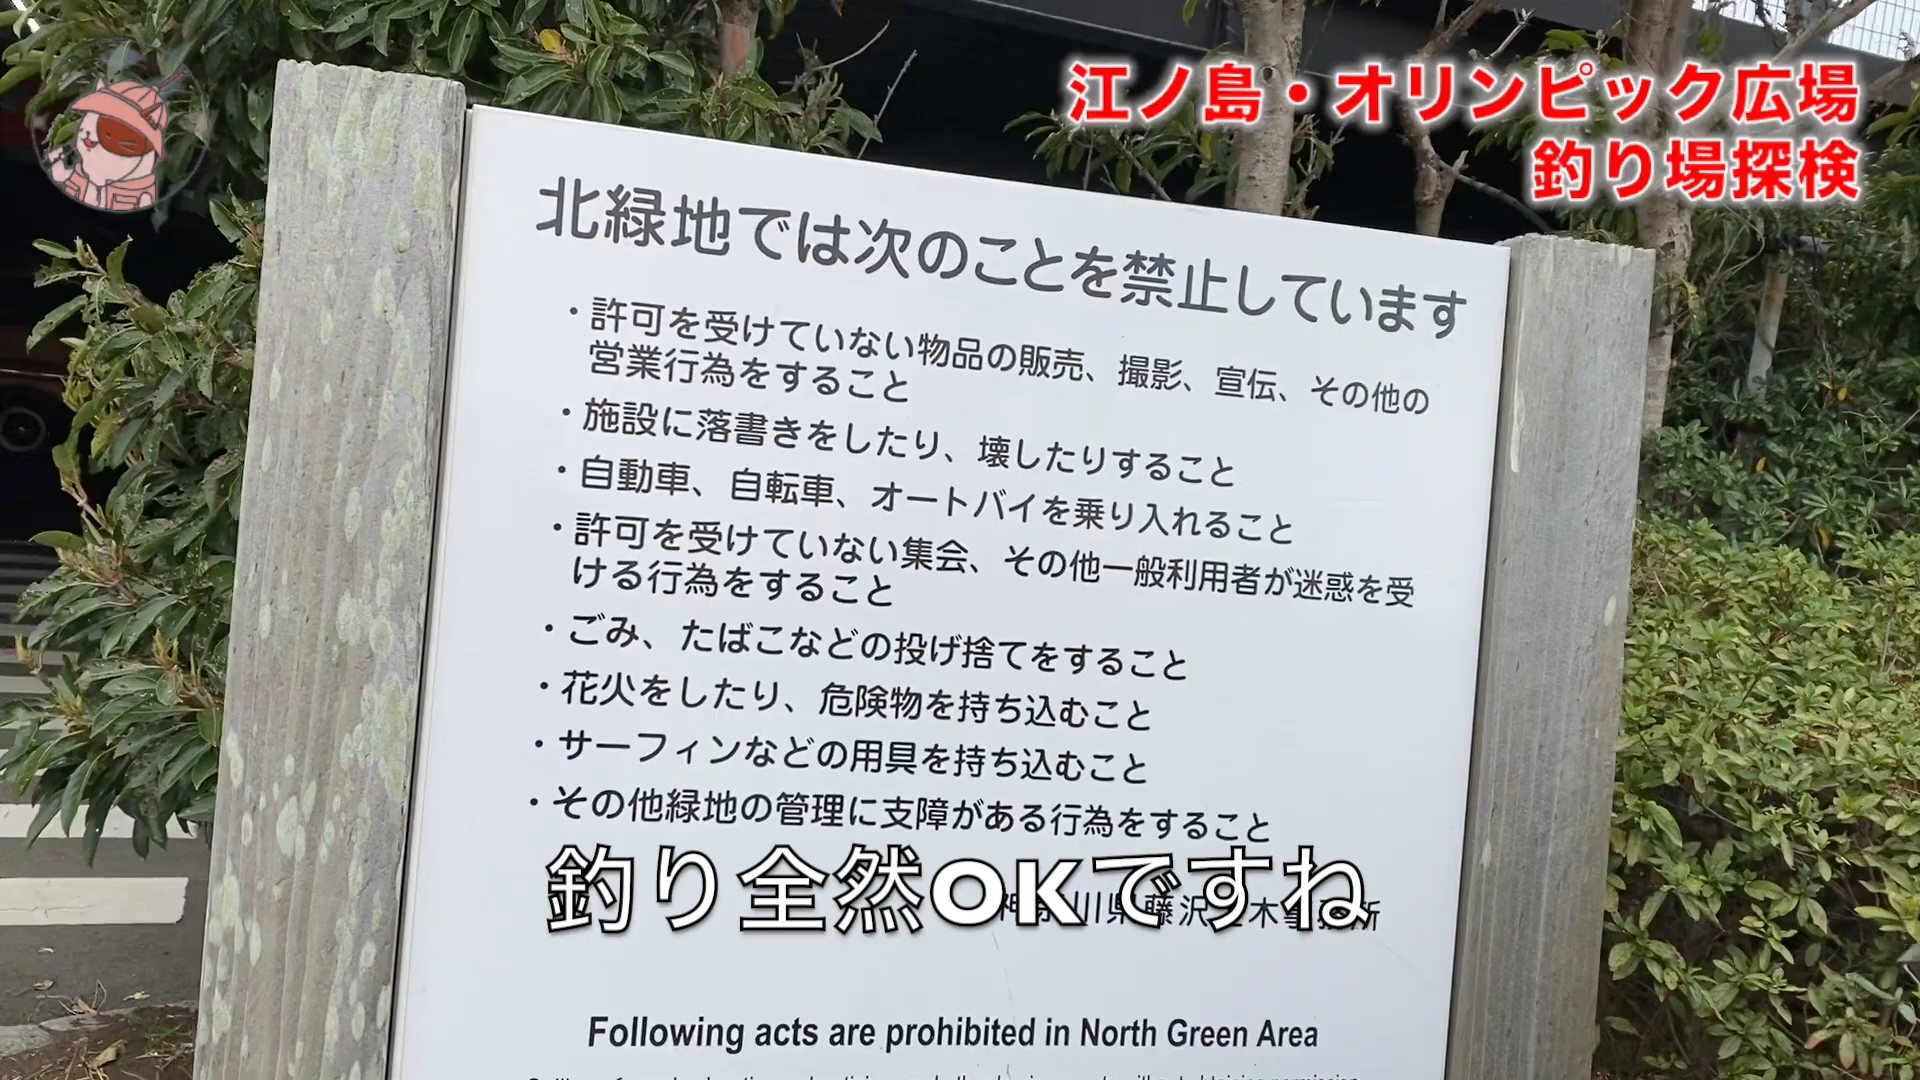 江ノ島・オリンピック広場
釣り場探検
北緑地では次のことを禁止しています
・許可を受けていない物品の販売、撮影、宣伝、その他の
営業行為をすること
・施設に落書きをしたり、壊したりすること
・自動車、自転車、オートバイを乗り入れること
・許可を受けていない集会、その他一般利用者が迷惑を受
ける行為をすること
・ごみ、たばこなどの投げ捨てをすること
・花火をしたり、危険物を持ち込むこと
・サーフィンなどの用具を持ち込むこと
・その他緑地の管理に支障がある行為をすること
釣り全然OKですね
Following acts are prohibited in North Green Area